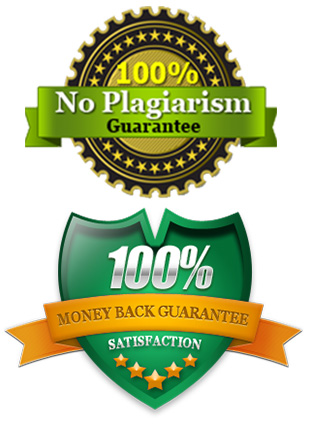 100%
No Plagiarism
Guarantee
100%
MONEY BACK GUARANTEE
SATISFACTION